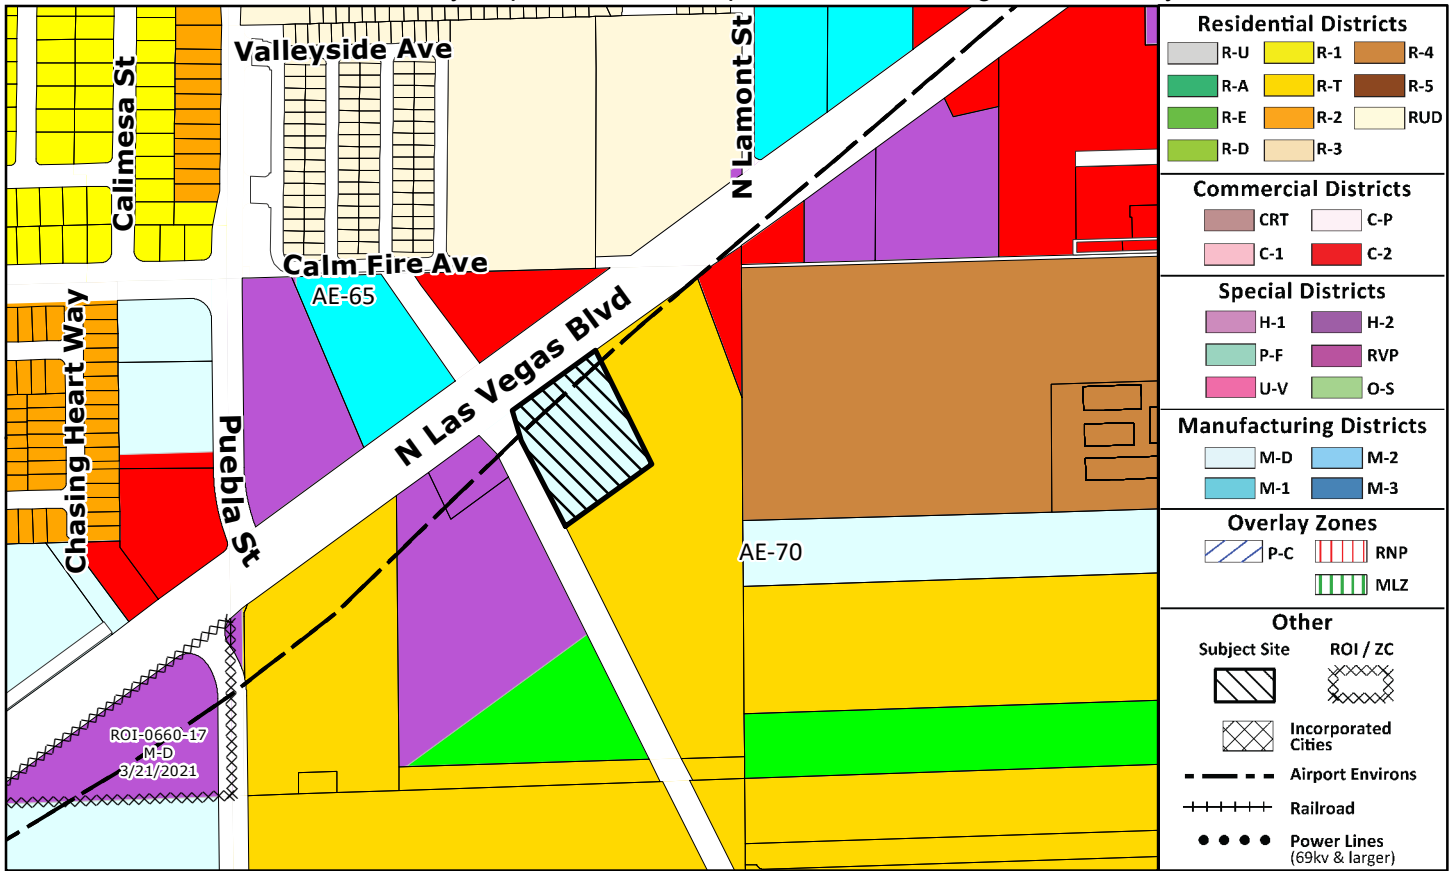 Valleyside Ave
Calimesa St
N Lamont St
Calm Fire Ave
AE-65
N Las Vegas Blvd
Chasing Heart Way
Puebla St
AE-70
ROI-0660-17
M-D
3/21/2021
Residential Districts
R-U
R-1
R-4
R-A
R-T
R-5
R-E
R-2
RUD
R-D
R-3
Commercial Districts
CRT
C-P
C-1
C-2
Special Districts
H-1
H-2
P-F
RVP
U-V
O-S
Manufacturing Districts
M-D
M-2
M-1
M-3
Overlay Zones
P-C
RNP
MLZ
Other
Subject Site
ROI / ZC
Incorporated
Cities
Airport Environs
Railroad
Power Lines
(69kv & larger)